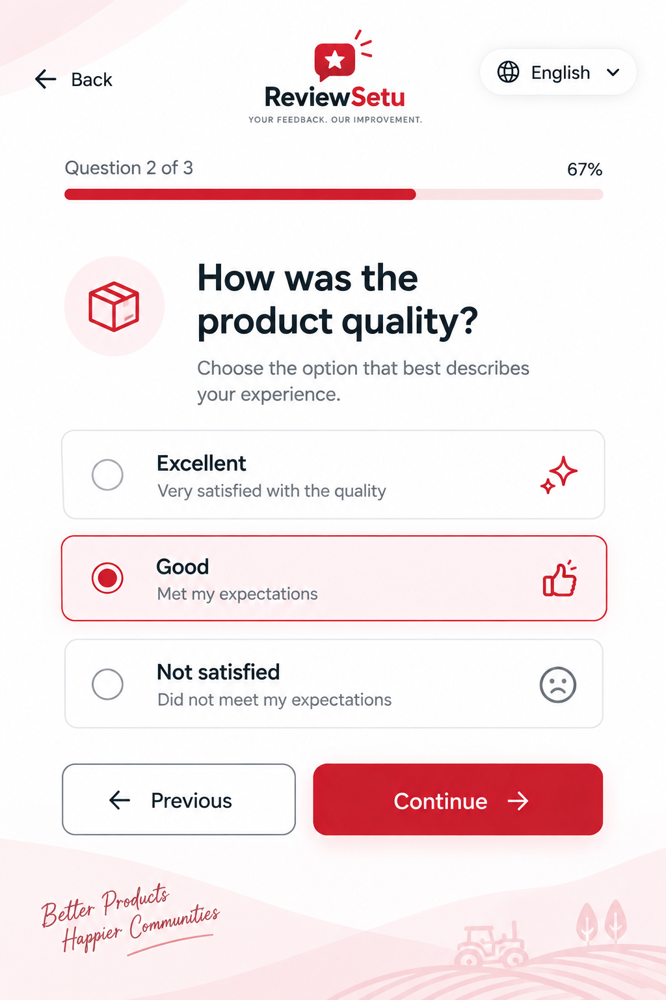 Back
ReviewSetu
YOUR FEEDBACK. OUR IMPROVEMENT.
English
Question 2 of 3
67%
How was the
product quality?
Choose the option that best describes
your experience.
Excellent
Very satisfied with the quality
Good
Met my expectations
Not satisfied
Did not meet my expectations
Previous
Continue
Better Products
Happier Communities